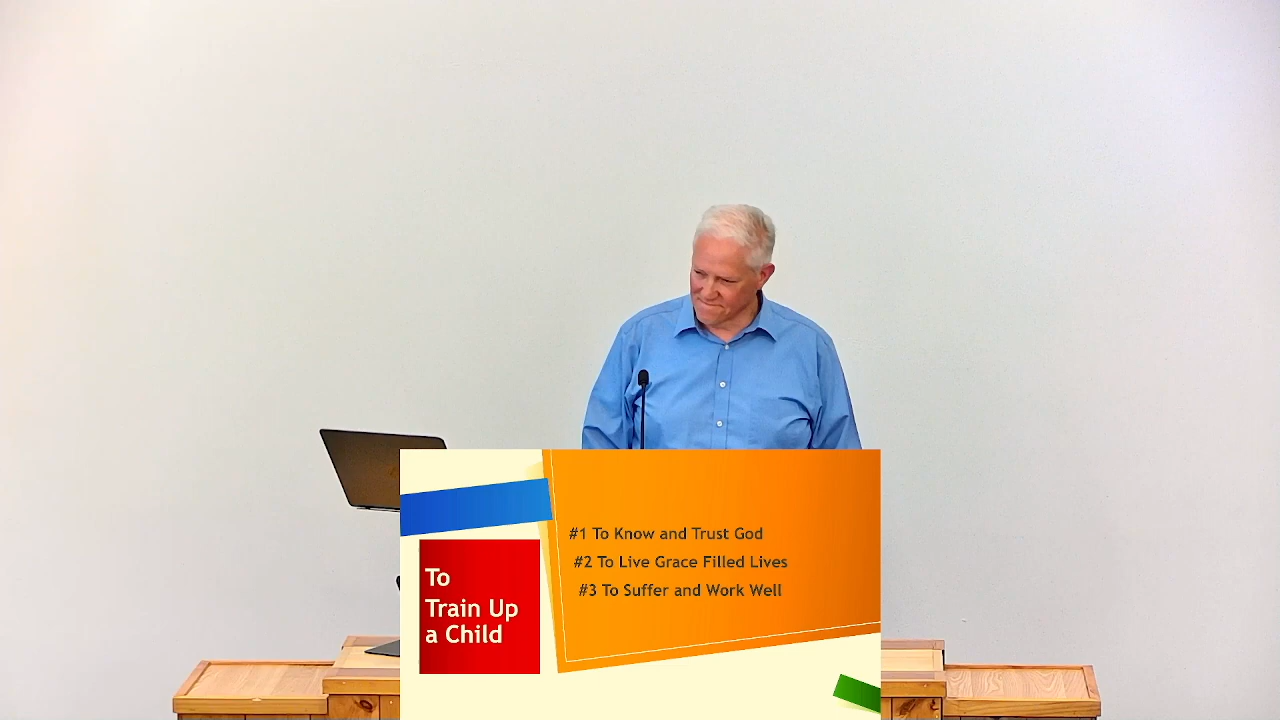 To
Train Up
a Child
#1 To Know and Trust God
#2 To Live Grace Filled Lives
#3 To Suffer and Work Well